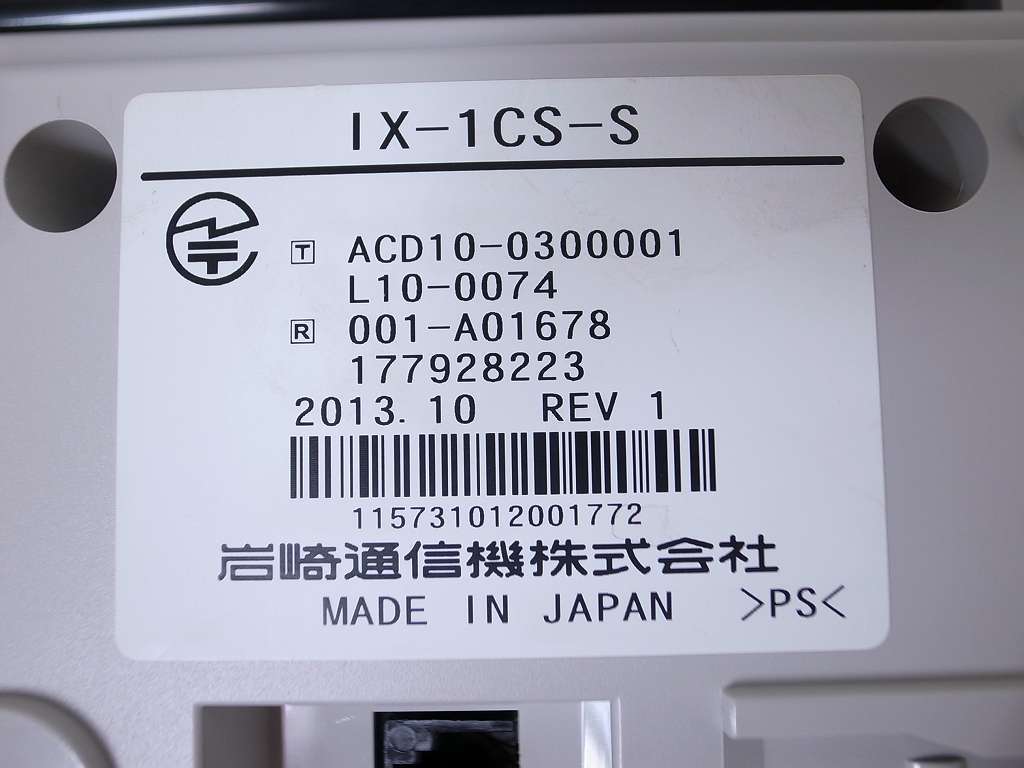 IX-1CS-S
T ACD10-0300001
L10-0074
R 001-A01678
177928223
2013.10 REV 1
115731012001772
岩崎通信機株式会社
MADE IN JAPAN >PS<